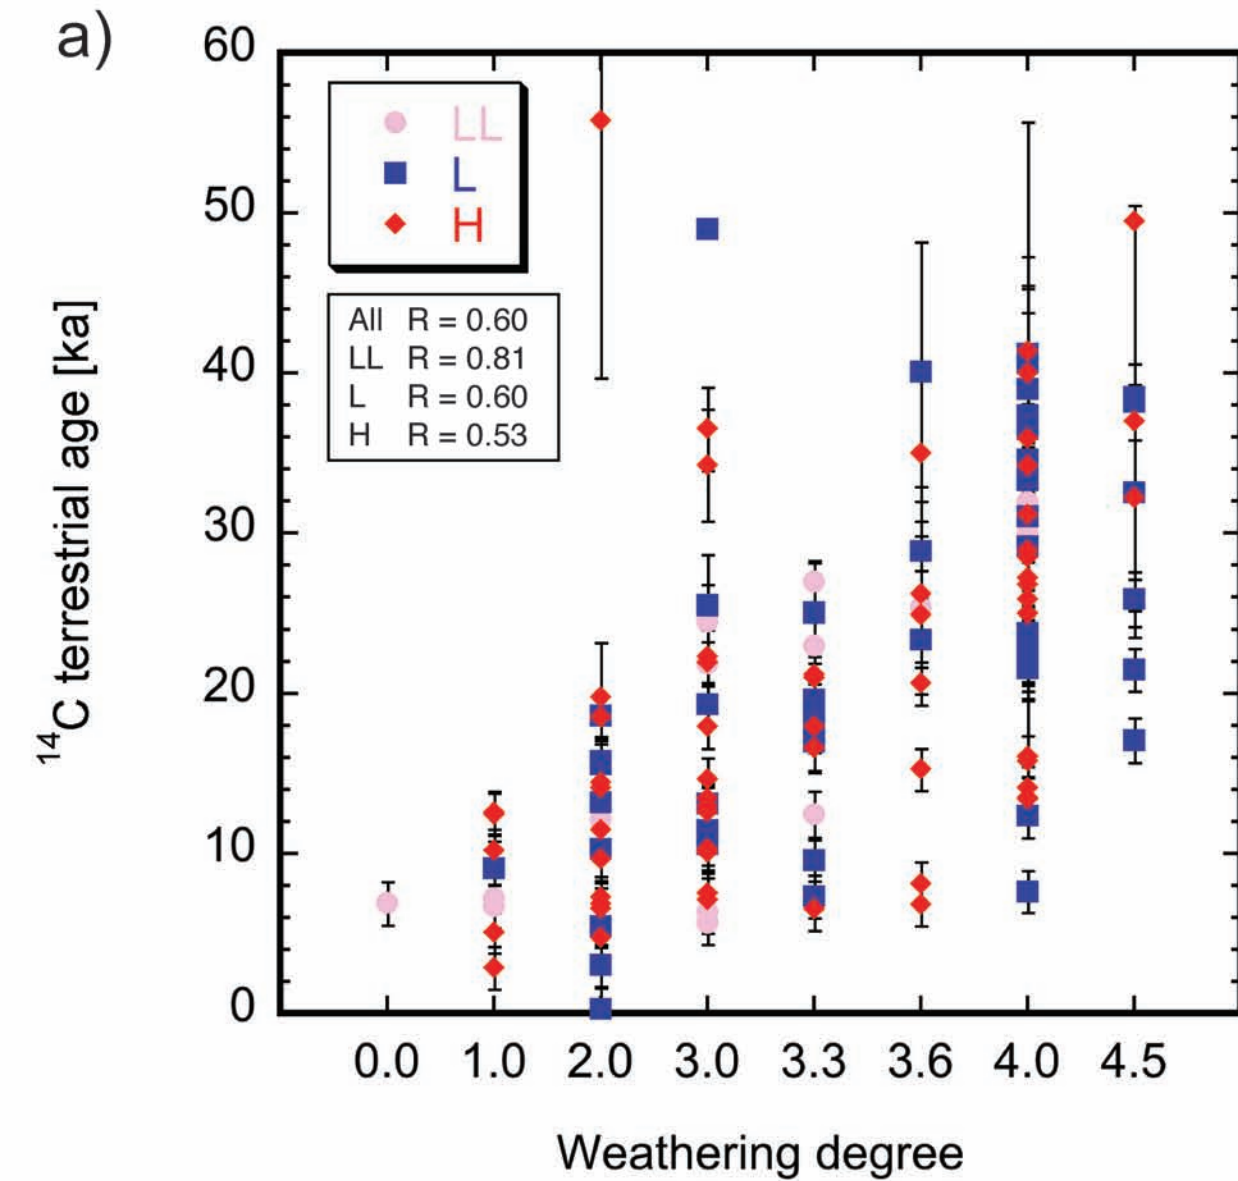 a)
60
50
40
30
20
10
0
¹⁴C terrestrial age [ka]
LL
L
H
All R = 0.60
LL R = 0.81
L R = 0.60
H R = 0.53
0.0 1.0 2.0 3.0 3.3 3.6 4.0 4.5
Weathering degree